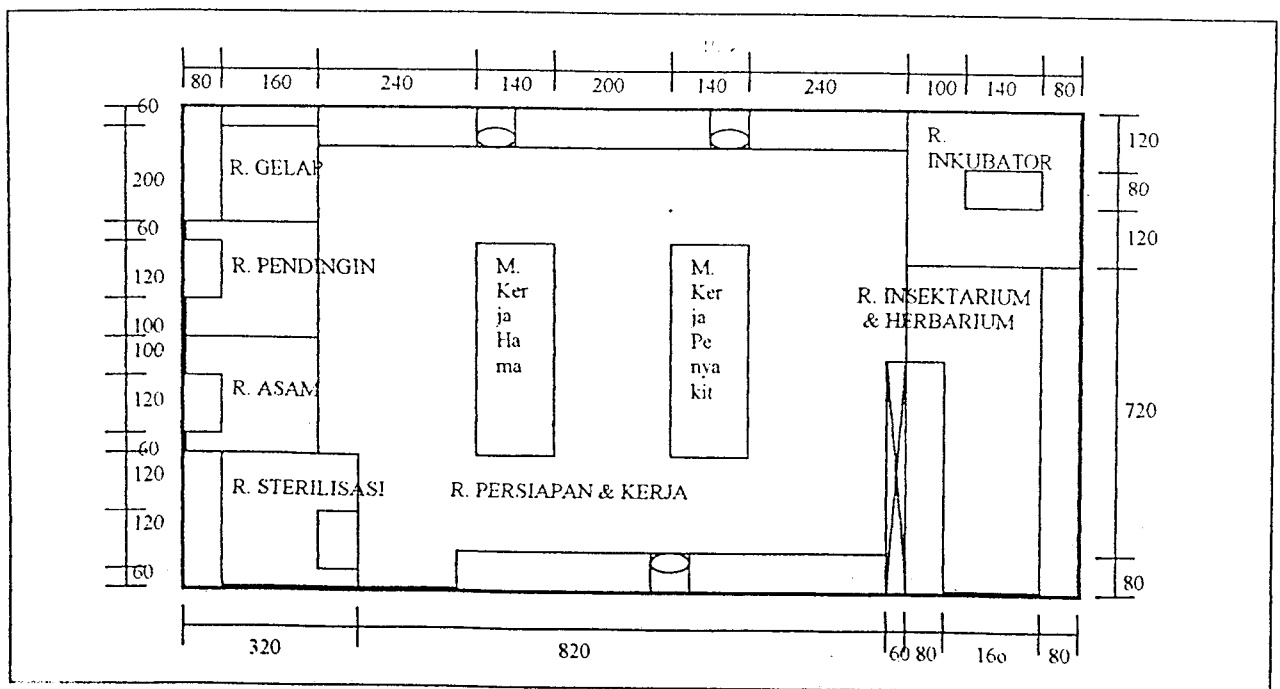 80 160 240 140 200 140 240 100 140 80
60
200
60
120
100
100
120
60
120
120
60
R. GELAP
R. PENDINGIN
R. ASAM
R. STERILISASI
M.
Ker
ja
Ha
ma
M.
Ker
ja
Pe
nya
kit
R. PERSIAPAN & KERJA
R.
INKUBATOR
R. INSEKTARIUM
& HERBARIUM
120
80
120
720
80
320 820 60 80 160 80